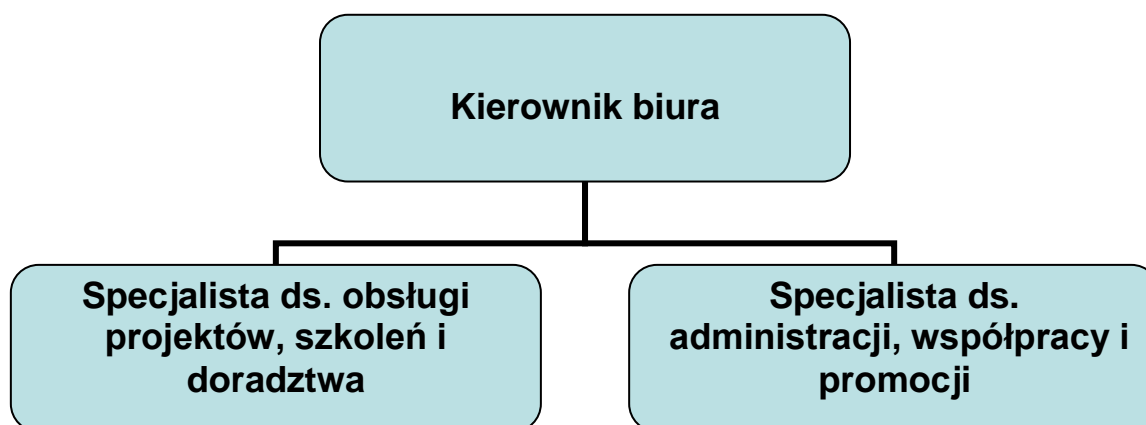 Kierownik biura
Specjalista ds. obsługi
projektów, szkoleń i
doradztwa
Specjalista ds.
administracji, współpracy i
promocji